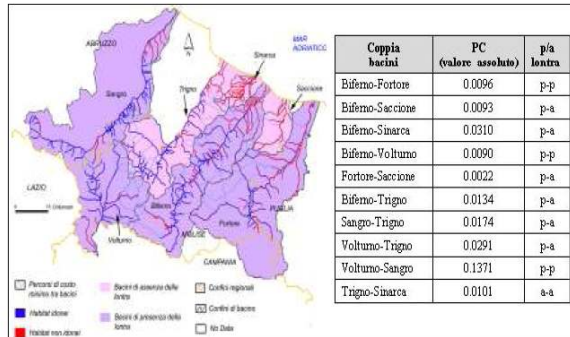 ABRUZZO
MAR
ADRIATICO
Sinarca
Trigno
Saccione
Sangro
LAZIO
Biferno
PUGLIA
Fortore
Volturno
MOLISE
CAMPANIA
Percorsi di costo
minimo tra bacini
Habitat idonei
Habitat non idonei
Bacini di assenza della
lontra
Bacini di presenza della
lontra
Confini regionali
Confini di bacino
No Data
Coppia bacini | PC (valore assoluto) | p/a lontra
Biferno-Fortore 0.0096 p-p
Biferno-Saccione 0.0093 p-a
Biferno-Sinarca 0.0310 p-a
Biferno-Volturno 0.0090 p-p
Fortore-Saccione 0.0022 p-a
Biferno-Trigno 0.0134 p-a
Sangro-Trigno 0.0174 p-a
Volturno-Trigno 0.0291 p-a
Volturno-Sangro 0.1371 p-p
Trigno-Sinarca 0.0101 a-a